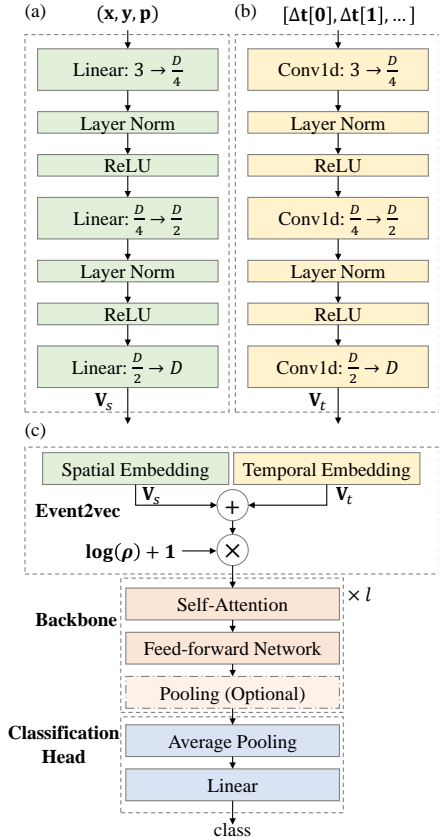 (a)
(𝐱, 𝐲, 𝐩)
Linear: 3 → D/4
Layer Norm
ReLU
Linear: D/4 → D/2
Layer Norm
ReLU
Linear: D/2 → D
V_s
(b)
[Δ𝐭[𝟎], Δ𝐭[𝟏], … ]
Conv1d: 3 → D/4
Layer Norm
ReLU
Conv1d: D/4 → D/2
Layer Norm
ReLU
Conv1d: D/2 → D
V_t
(c)
Spatial Embedding
Temporal Embedding
V_s
V_t
Event2vec
+
log(ρ) + 1
×
Backbone
Self-Attention
× l
Feed-forward Network
Pooling (Optional)
Classification
Head
Average Pooling
Linear
class